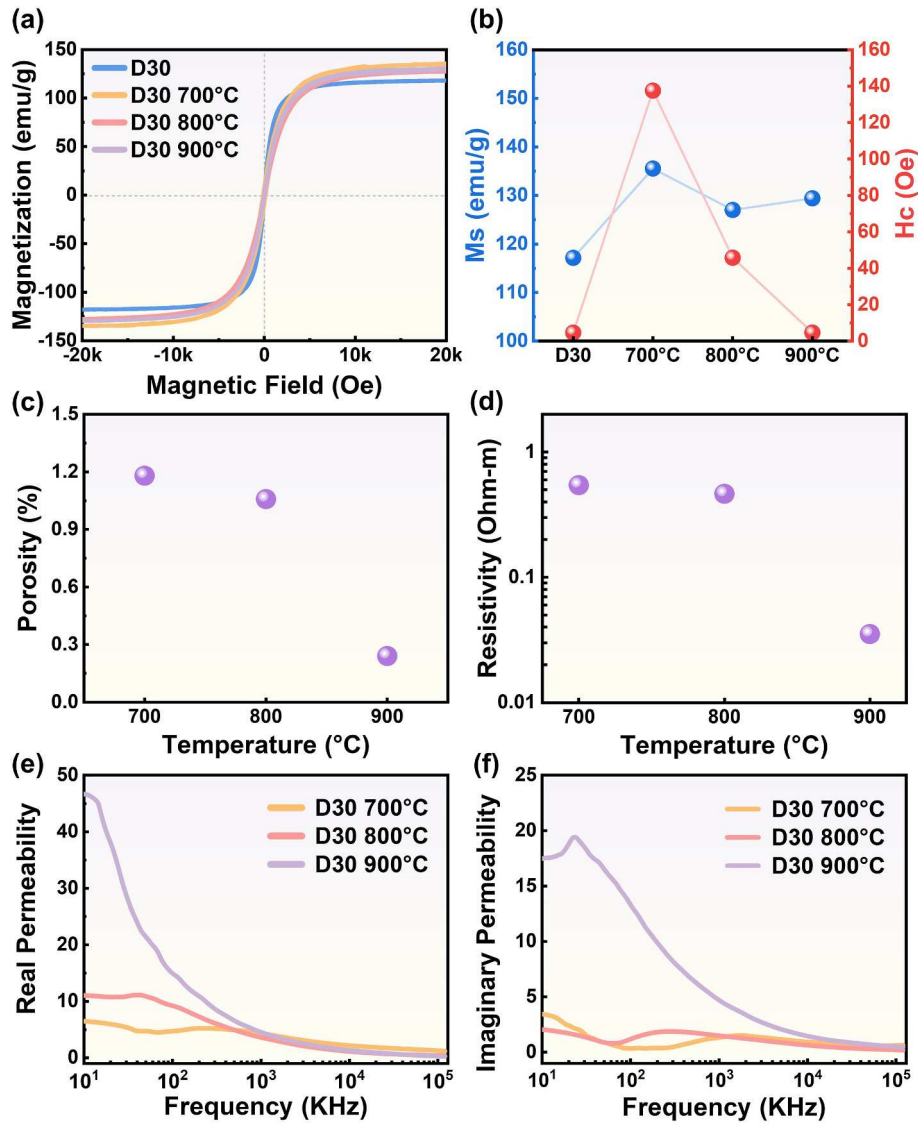 (a)
150
100
50
0
-50
-100
-150
-20k
-10k
0
10k
20k
Magnetization (emu/g)
Magnetic Field (Oe)
D30
D30 700°C
D30 800°C
D30 900°C
(b)
160
150
140
130
120
110
100
Ms (emu/g)
160
140
120
100
80
60
40
20
0
Hc (Oe)
D30
700°C
800°C
900°C
(c)
1.5
1.2
0.9
0.6
0.3
0.0
Porosity (%)
700
800
900
Temperature (°C)
(d)
1
0.1
0.01
Resistivity (Ohm-m)
700
800
900
Temperature (°C)
(e)
50
40
30
20
10
0
Real Permeability
D30 700°C
D30 800°C
D30 900°C
10¹
10²
10³
10⁴
10⁵
Frequency (KHz)
(f)
25
20
15
10
5
0
Imaginary Permeability
D30 700°C
D30 800°C
D30 900°C
10¹
10²
10³
10⁴
10⁵
Frequency (KHz)